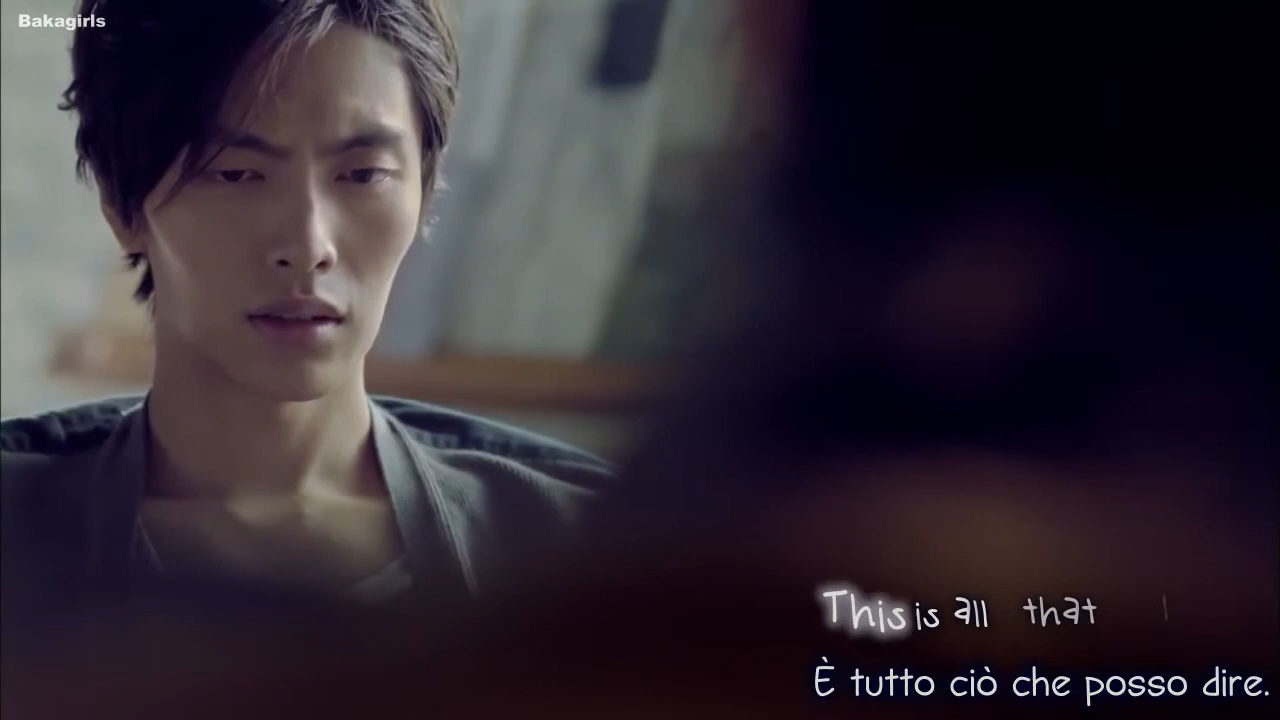 Bakagirls
This is all that I
È tutto ciò che posso dire.